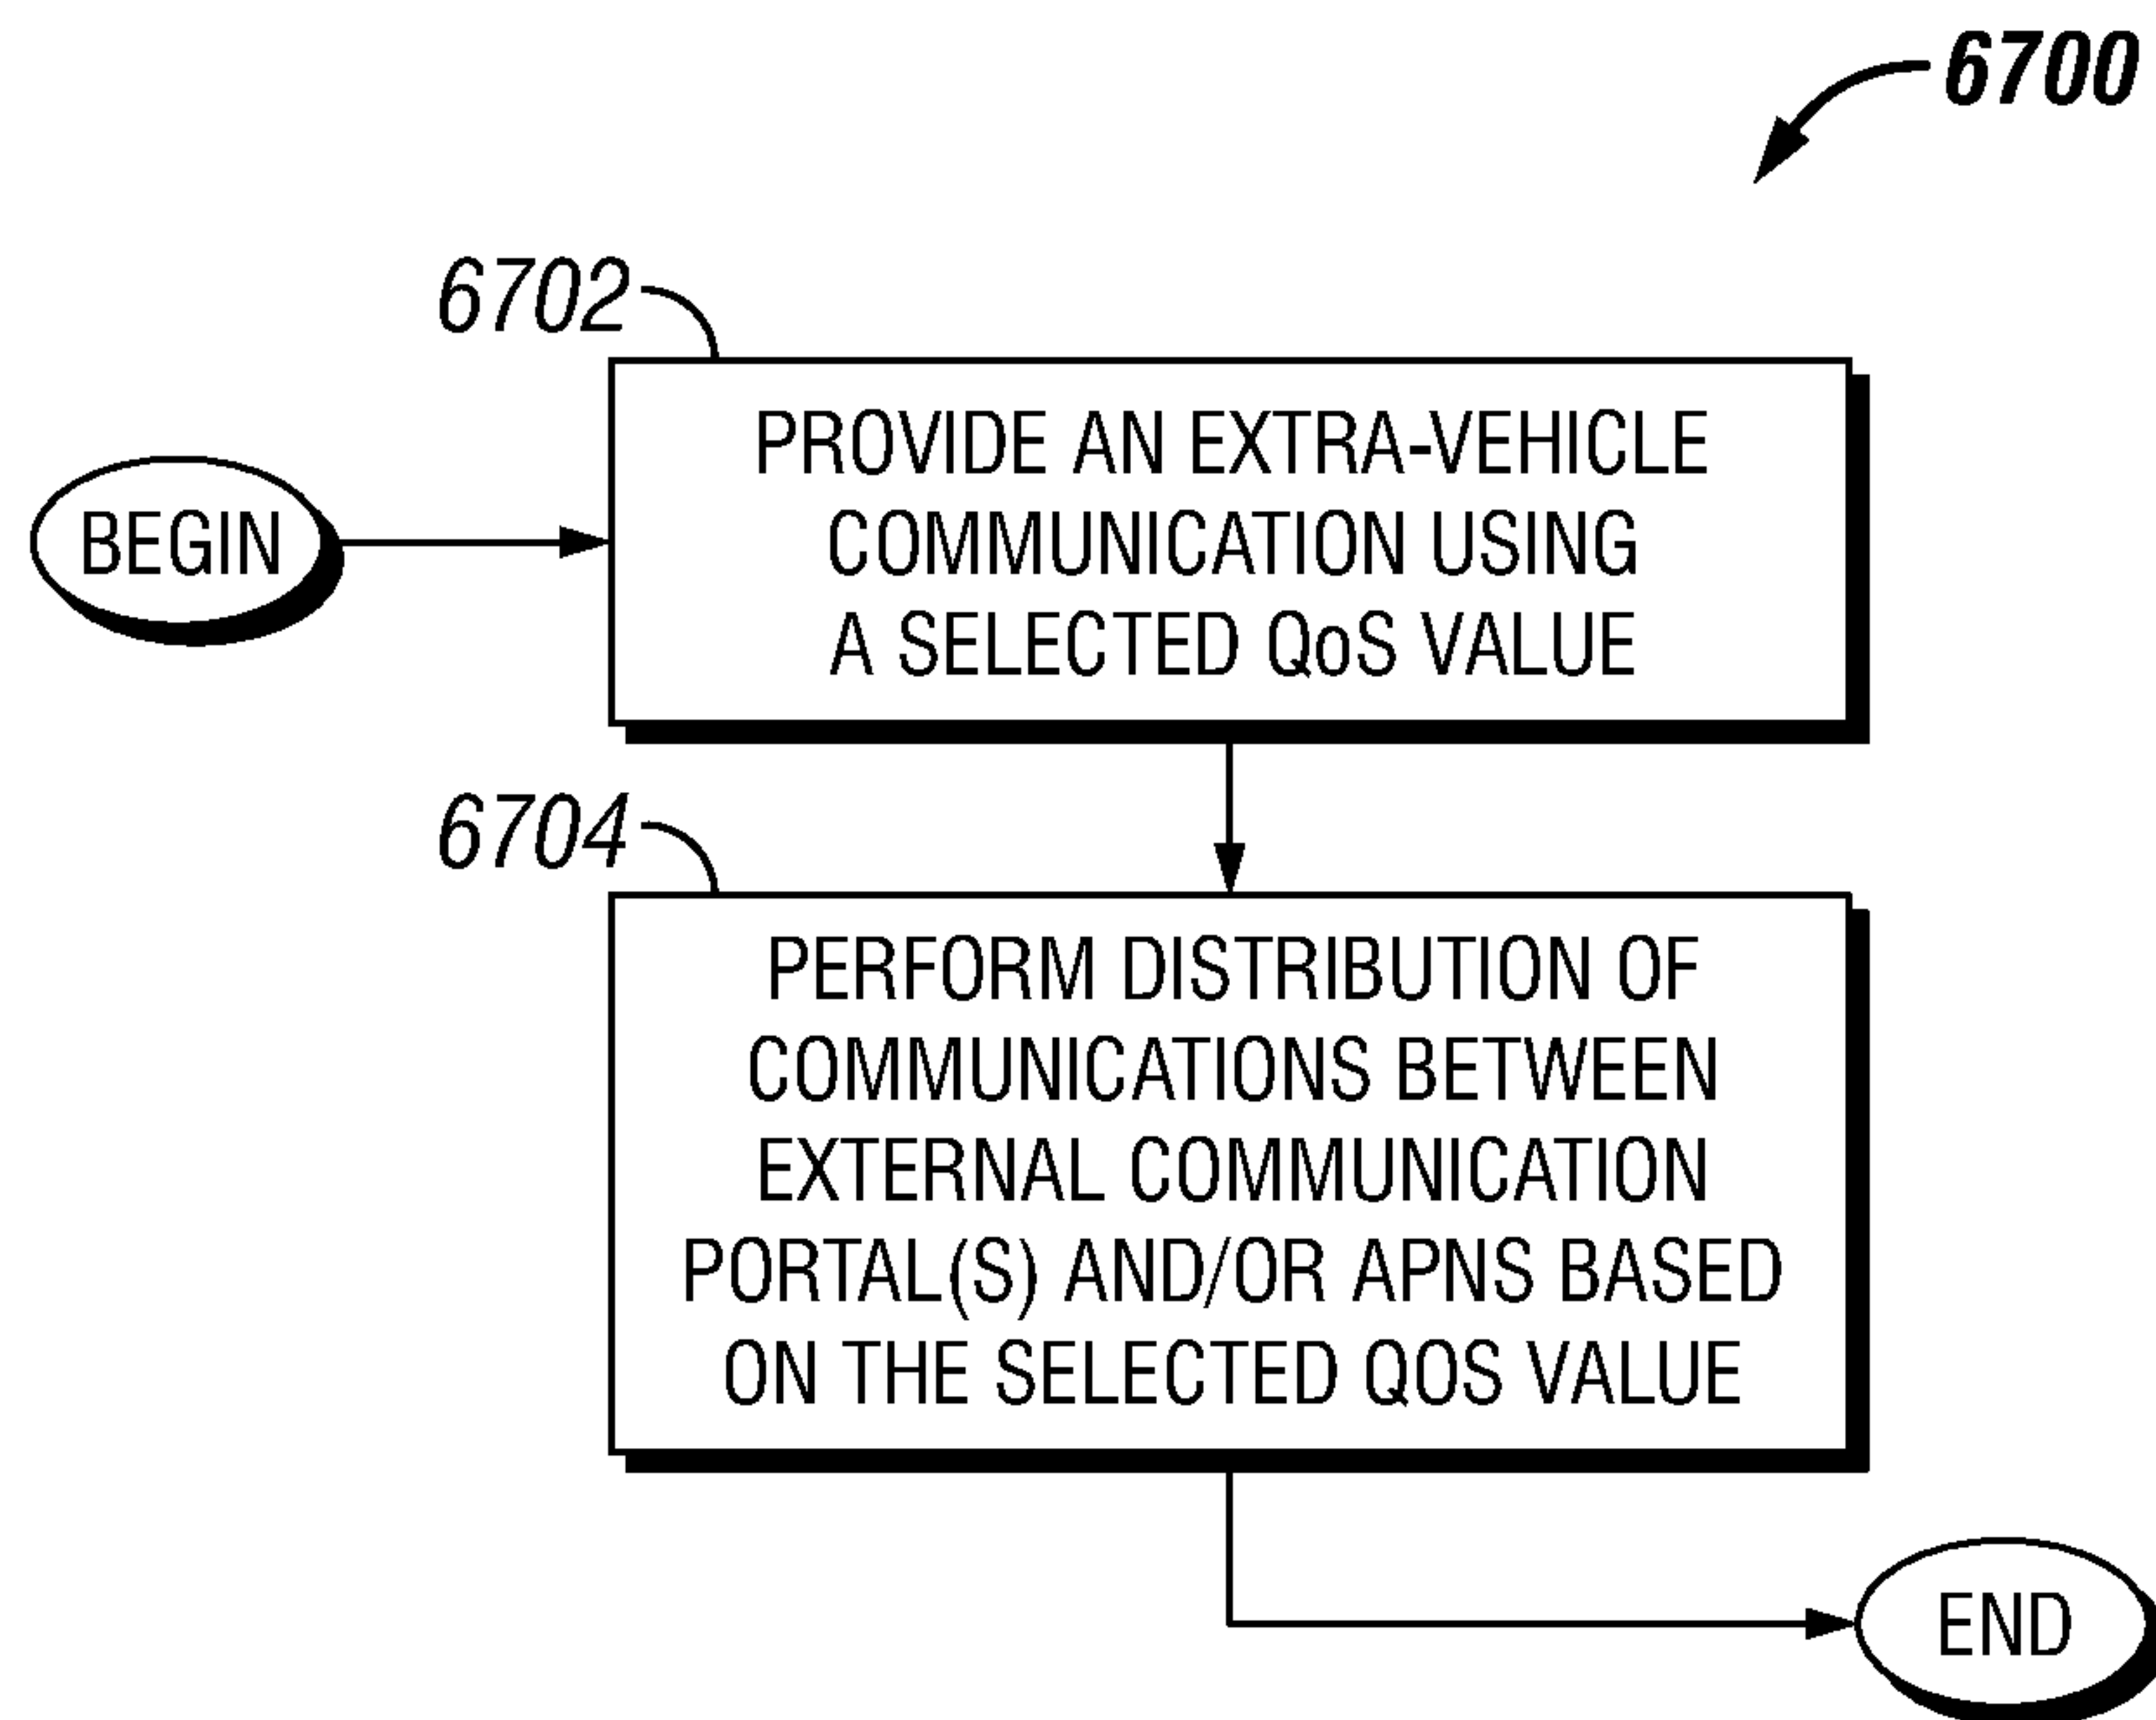 6700
6702
PROVIDE AN EXTRA-VEHICLE
COMMUNICATION USING
A SELECTED QoS VALUE
BEGIN
6704
PERFORM DISTRIBUTION OF
COMMUNICATIONS BETWEEN
EXTERNAL COMMUNICATION
PORTAL(S) AND/OR APNS BASED
ON THE SELECTED QOS VALUE
END